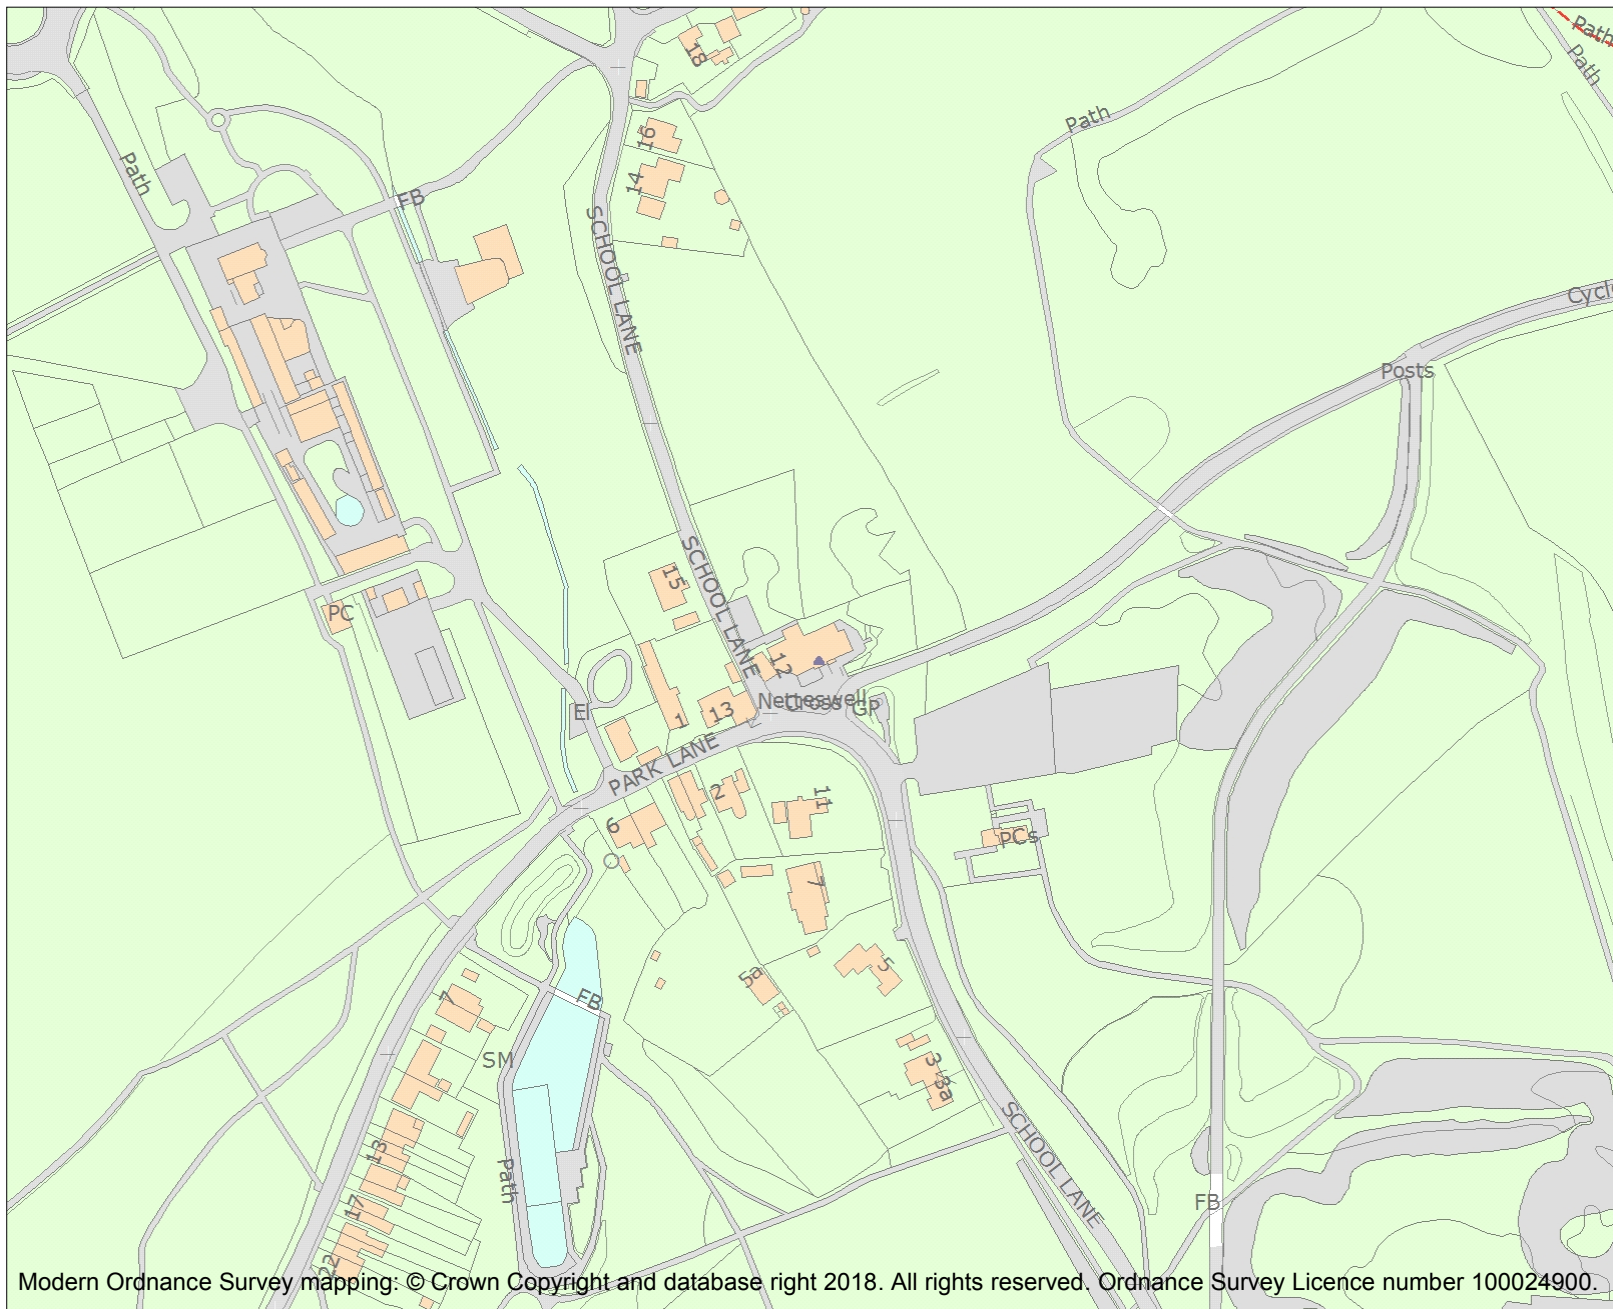 Path
Path
18
Path
16
Path
14
FB
SCHOOL LANE
Posts
SCHOOL LANE
15
PC
12
Netteswell
Cross
GP
El
13
1
PARK LANE
2
11
6
PCs
7
5
5a
7
FB
SM
3
3a
SCHOOL LANE
13
Path
17
FB
22
Modern Ordnance Survey mapping: © Crown Copyright and database right 2018. All rights reserved. Ordnance Survey Licence number 100024900.